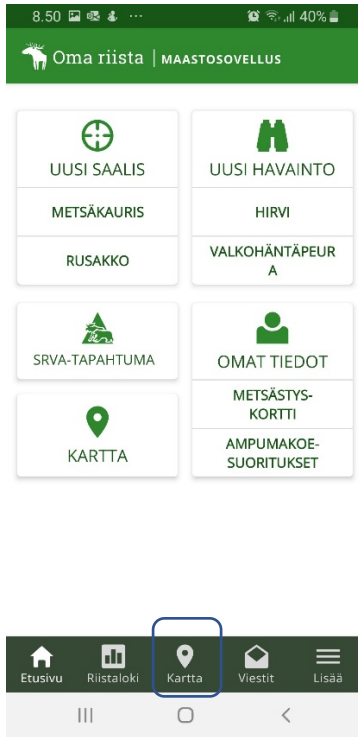 8.50 40%
Oma riista | MAASTOSOVELLUS
UUSI SAALIS
METSÄKAURIS
RUSAKKO
UUSI HAVAINTO
HIRVI
VALKOHÄNTÄPEUR
A
SRVA-TAPAHTUMA
KARTTA
OMAT TIEDOT
METSÄSTYS-
KORTTI
AMPUMAKOE-
SUORITUKSET
Etusivu Riistaloki Kartta Viestit Lisää